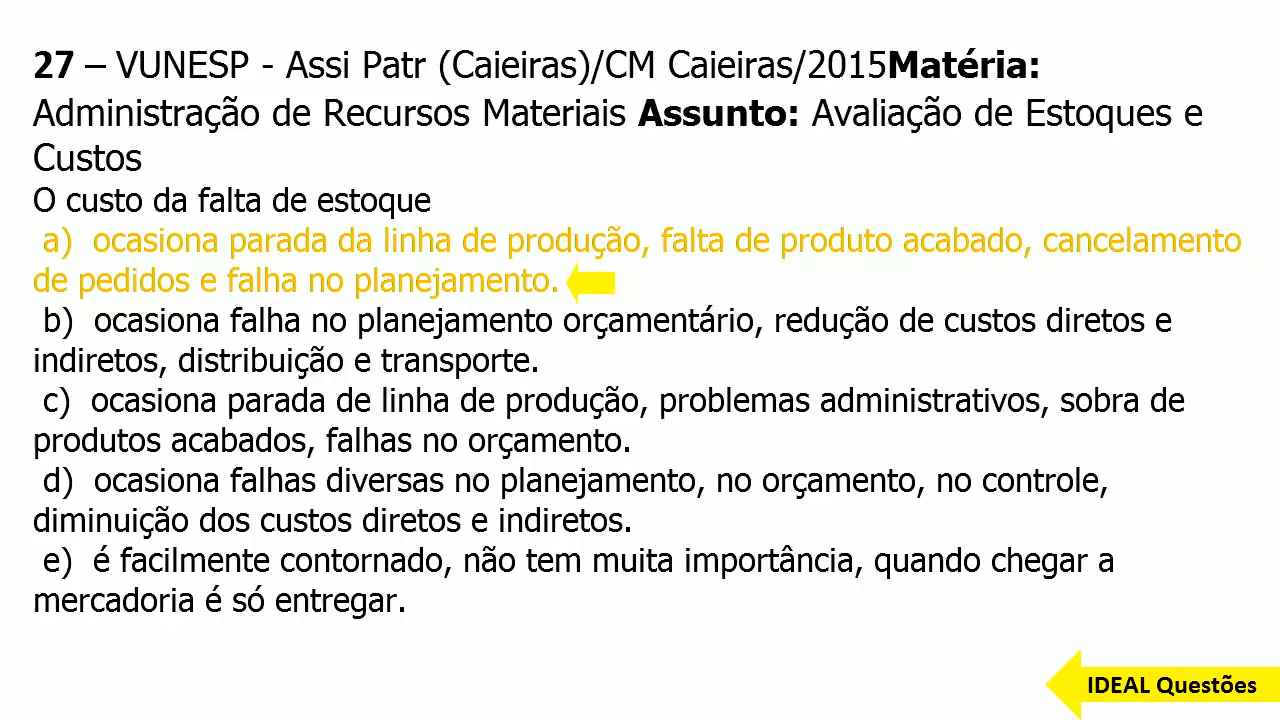 27 – VUNESP - Assi Patr (Caieiras)/CM Caieiras/2015Matéria:
Administração de Recursos Materiais Assunto: Avaliação de Estoques e
Custos
O custo da falta de estoque
a) ocasiona parada da linha de produção, falta de produto acabado, cancelamento
de pedidos e falha no planejamento.
b) ocasiona falha no planejamento orçamentário, redução de custos diretos e
indiretos, distribuição e transporte.
c) ocasiona parada de linha de produção, problemas administrativos, sobra de
produtos acabados, falhas no orçamento.
d) ocasiona falhas diversas no planejamento, no orçamento, no controle,
diminuição dos custos diretos e indiretos.
e) é facilmente contornado, não tem muita importância, quando chegar a
mercadoria é só entregar.
IDEAL Questões